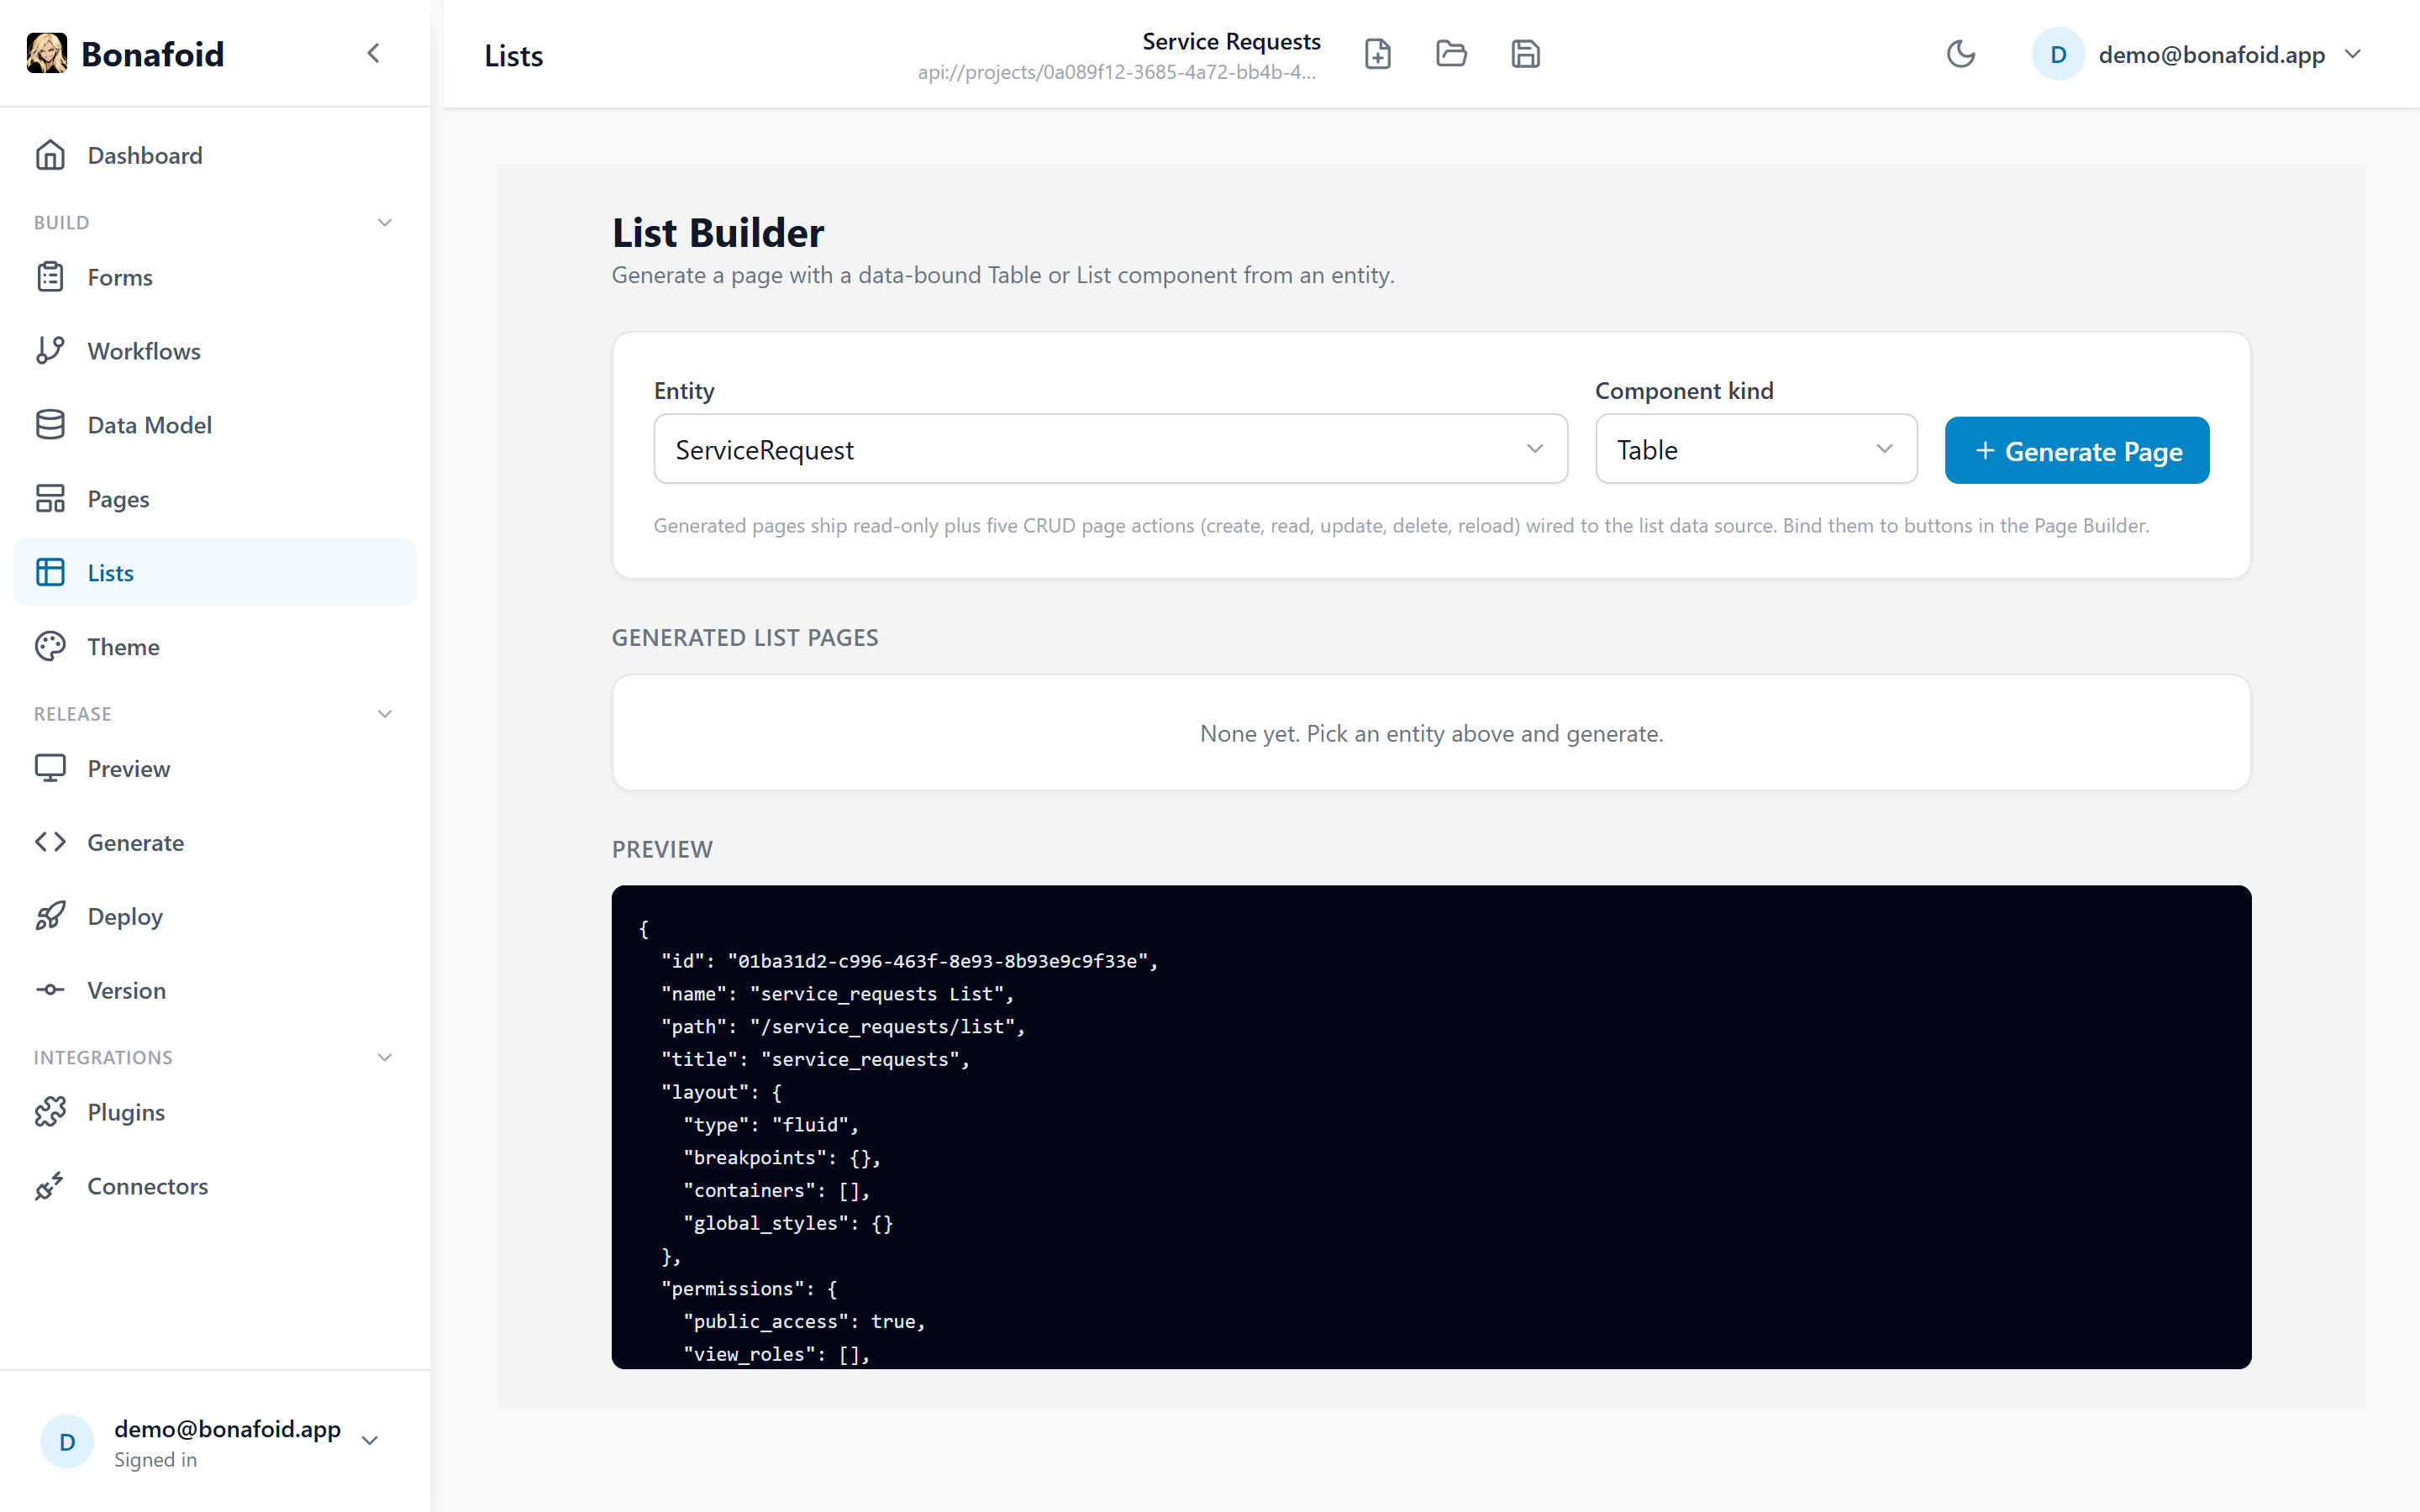 Bonafoid
Dashboard
BUILD
Forms
Workflows
Data Model
Pages
Lists
Theme
RELEASE
Preview
Generate
Deploy
Version
INTEGRATIONS
Plugins
Connectors
D
demo@bonafoid.app
Signed in
Lists
Service Requests
api://projects/0a089f12-3685-4a72-bb4b-4...
D
demo@bonafoid.app
List Builder
Generate a page with a data-bound Table or List component from an entity.
Entity
ServiceRequest
Component kind
Table
+ Generate Page
Generated pages ship read-only plus five CRUD page actions (create, read, update, delete, reload) wired to the list data source. Bind them to buttons in the Page Builder.
GENERATED LIST PAGES
None yet. Pick an entity above and generate.
PREVIEW
{
"id": "01ba31d2-c996-463f-8e93-8b93e9c9f33e",
"name": "service_requests List",
"path": "/service_requests/list",
"title": "service_requests",
"layout": {
"type": "fluid",
"breakpoints": {},
"containers": [],
"global_styles": {}
},
"permissions": {
"public_access": true,
"view_roles": [],